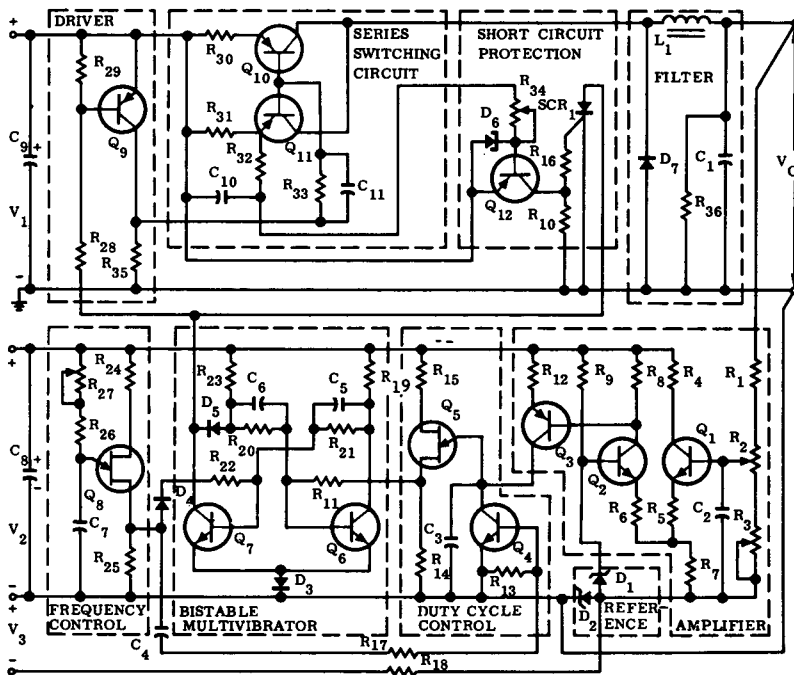 DRIVER
SERIES
SWITCHING
CIRCUIT
SHORT CIRCUIT
PROTECTION
FILTER
+
R29
Q9
C9
+
V1
-
R28
R35
R30
Q10
R31
Q11
R32
C10
R33
C11
R34
D6
SCR1
R16
Q12
R10
L1
D7
C1
R36
VO
+
C8
+
-
V2
-
+
V3
-
R24
R27
R26
Q8
C7
R25
FREQUENCY
CONTROL
C4
R23
C6
D5
R20
R22
D4
Q7
C5
R19
R21
R11
Q6
D3
BISTABLE
MULTIVIBRATOR
R15
Q5
C3
R14
Q4
R13
DUTY CYCLE
CONTROL
R17
R18
R12
Q3
R9
R8
Q2
R6
R4
Q1
R5
C2
R7
R1
R2
R3
D1
D2
REFER-
ENCE
AMPLIFIER